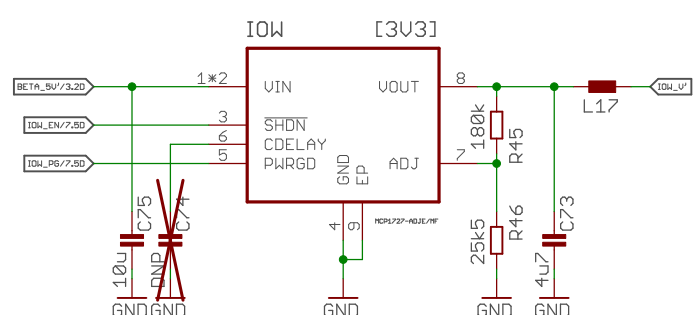 IOW [3V3]
BETA_5V'/3.2D
1*2 VIN VOUT 8
IOW_V'
L17
IOW_EN/7.5D
3 SHDN
6 CDELAY
IOW_PG/7.5D
5 PWRGD ADJ 7
GND EP
4 9
MCP1727-ADJE/MF
180k R45
25k5 R46
C75 10u
C74 DNP
C73 4u7
GND GND GND GND GND